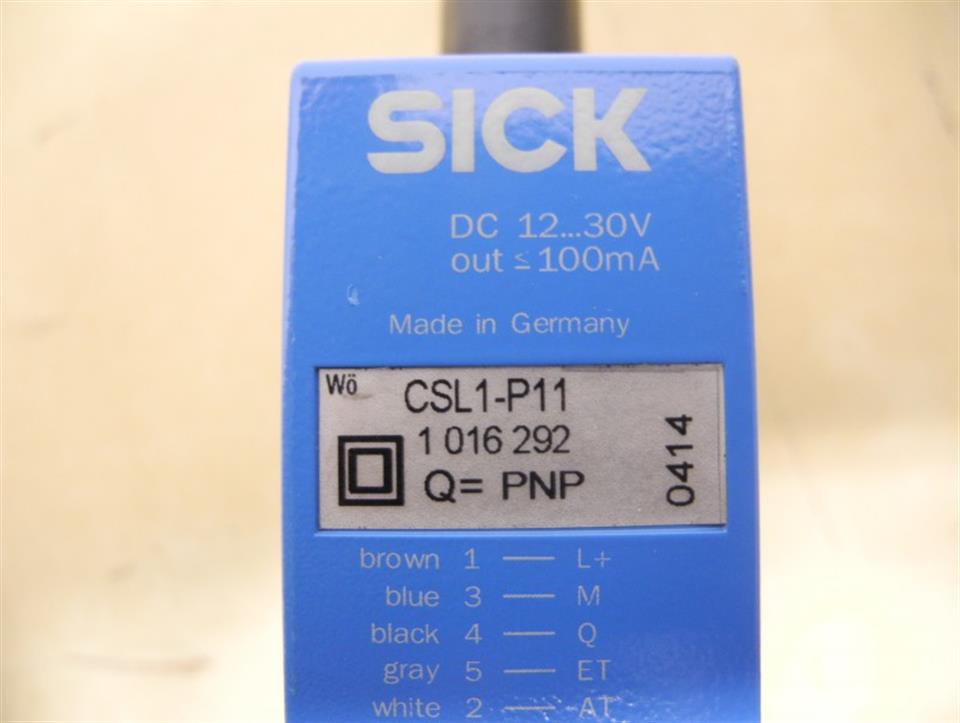 SICK
DC 12...30V
out ≤ 100mA
Made in Germany
Wö
CSL1-P11
1 016 292
Q= PNP
0414
brown 1 — L+
blue 3 — M
black 4 — Q
gray 5 — ET
white 2 — AT